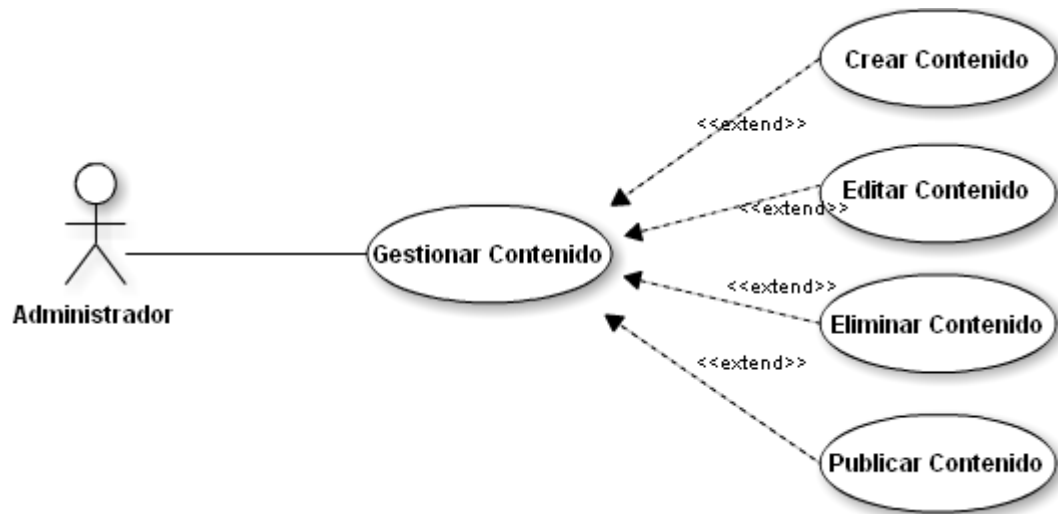 Crear Contenido
<<extend>>
Editar Contenido
<<extend>>
Gestionar Contenido
<<extend>>
Administrador
Eliminar Contenido
<<extend>>
Publicar Contenido